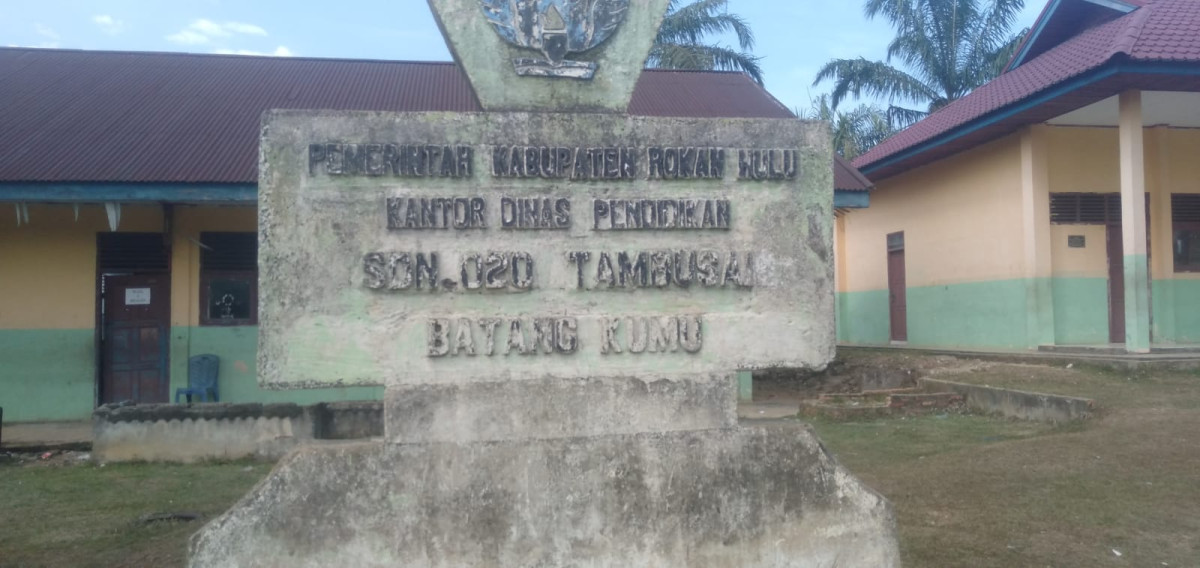 PEMERINTAH KABUPATEN ROKAN HULU
KANTOR DINAS PENDIDIKAN
SDN.020 TAMBUSAI
BATANG KUMU